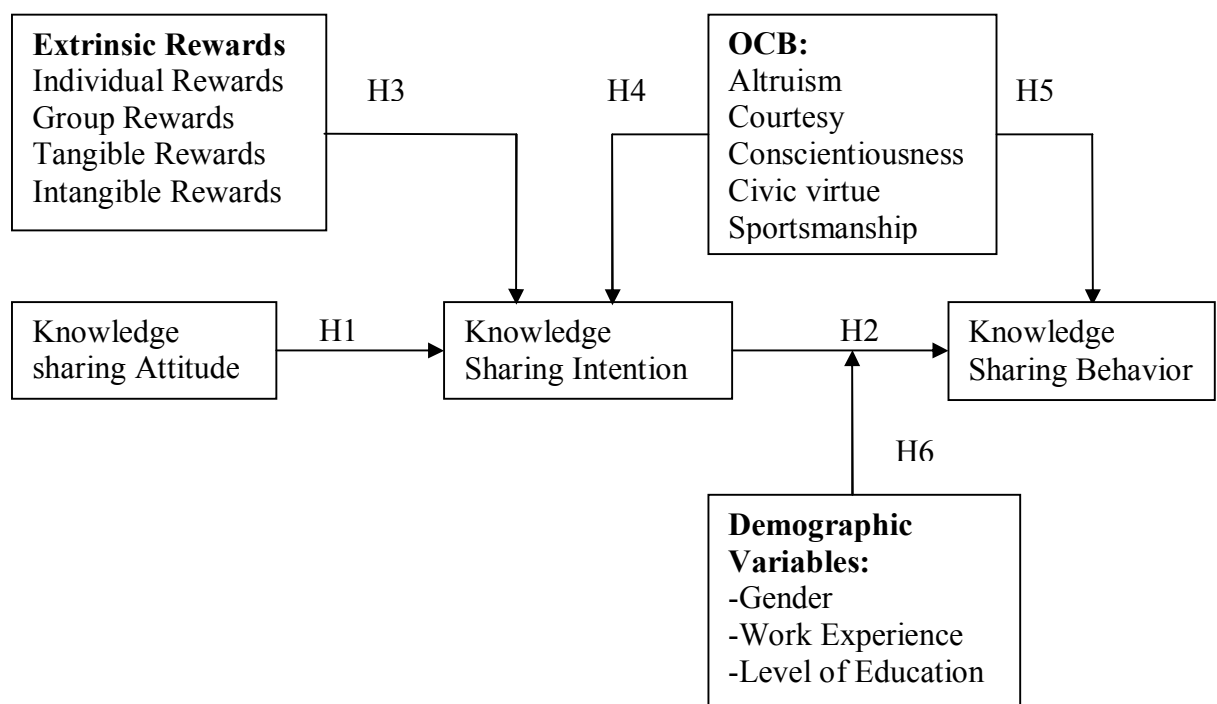 Extrinsic Rewards
Individual Rewards
Group Rewards
Tangible Rewards
Intangible Rewards
H3
H4
OCB:
Altruism
Courtesy
Conscientiousness
Civic virtue
Sportsmanship
H5
Knowledge
sharing Attitude
H1
Knowledge
Sharing Intention
H2
Knowledge
Sharing Behavior
H6
Demographic
Variables:
-Gender
-Work Experience
-Level of Education